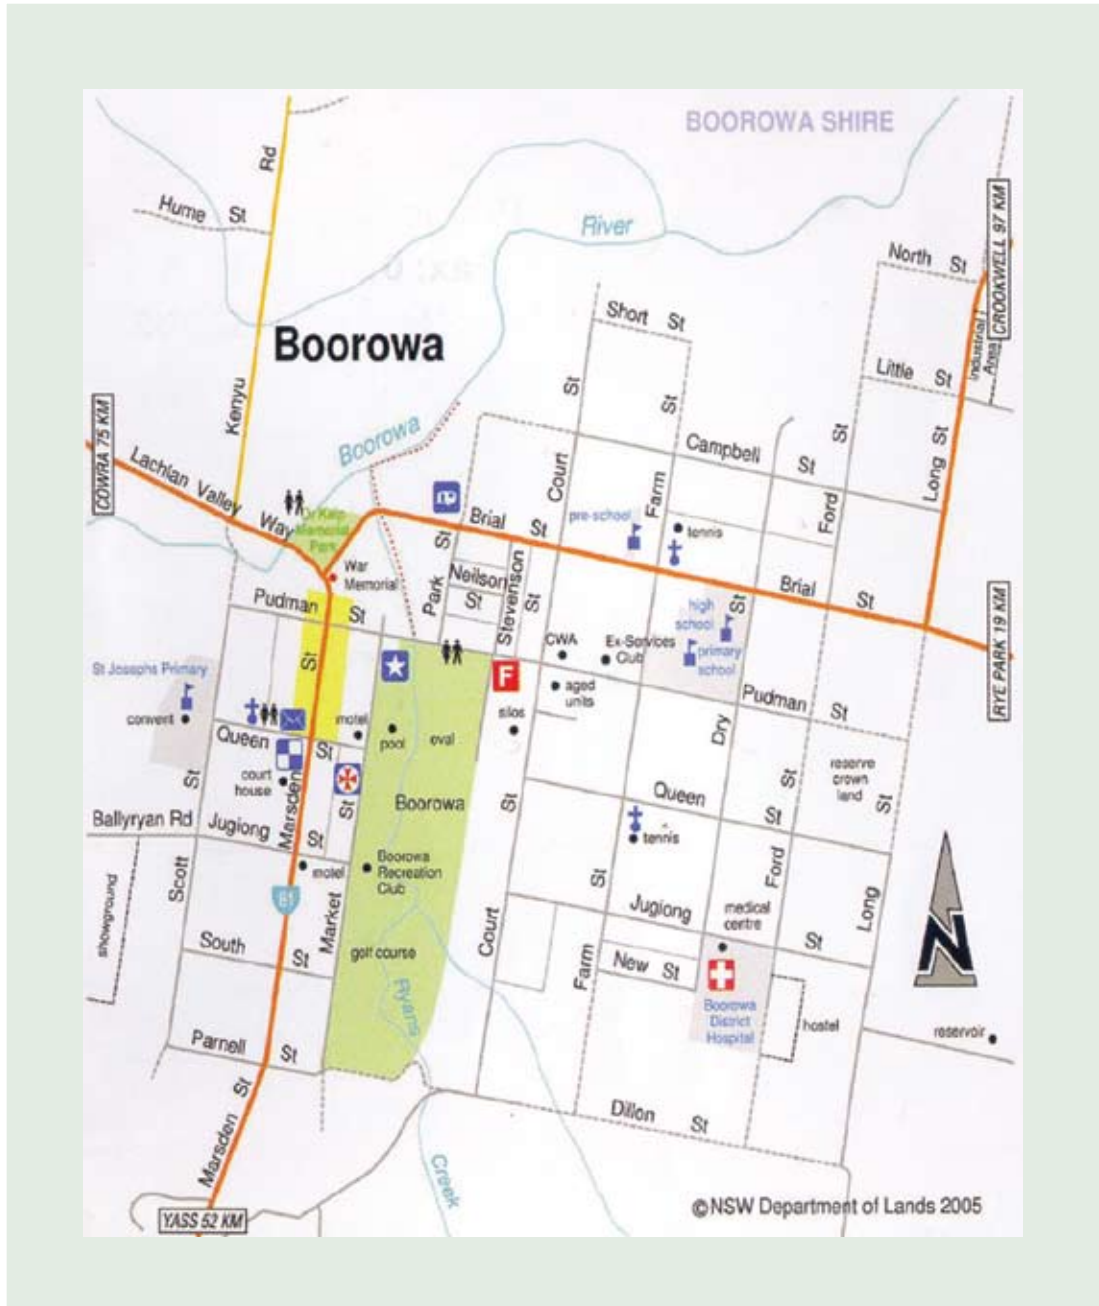 BOOROWA SHIRE
Rd
Hume St
River
CROOKWELL 97 KM
North St
Industrial
Area
Short St
Boorowa
Little St
Kenyu
COWRA 75 KM
St
St
St
Boorowa
Campbell St
Long St
Lachlan Valley Way
Court
Farm
Ford
pre-school
tennis
Memorial
Park
Brial St
St
War
Memorial
Neilson
St
Stevenson
St
Park
Brial St
St
RYE PARK 19 KM
Pudman St
high
school
primary
school
CWA
Ex-Services
Club
St Josephs Primary
St
F
aged
units
Pudman St
convent
motel
pool
silos
Dry
Queen St
court
house
reserve
crown
land
St
St
St
Marsden
St
Boorowa
St
Queen St
Ballyryan Rd
Jugiong St
tennis
motel
Boorowa
Recreation
Club
Scott
St
Ford
81
showground
Market
Jugiong St
medical
centre
Long
South St
golf course
Court
Farm
New St
N
Ryans
Boorowa
District
Hospital
hostel
reservoir
Parnell St
St
Dillon St
Marsden
Creek
YASS 52 KM
©NSW Department of Lands 2005